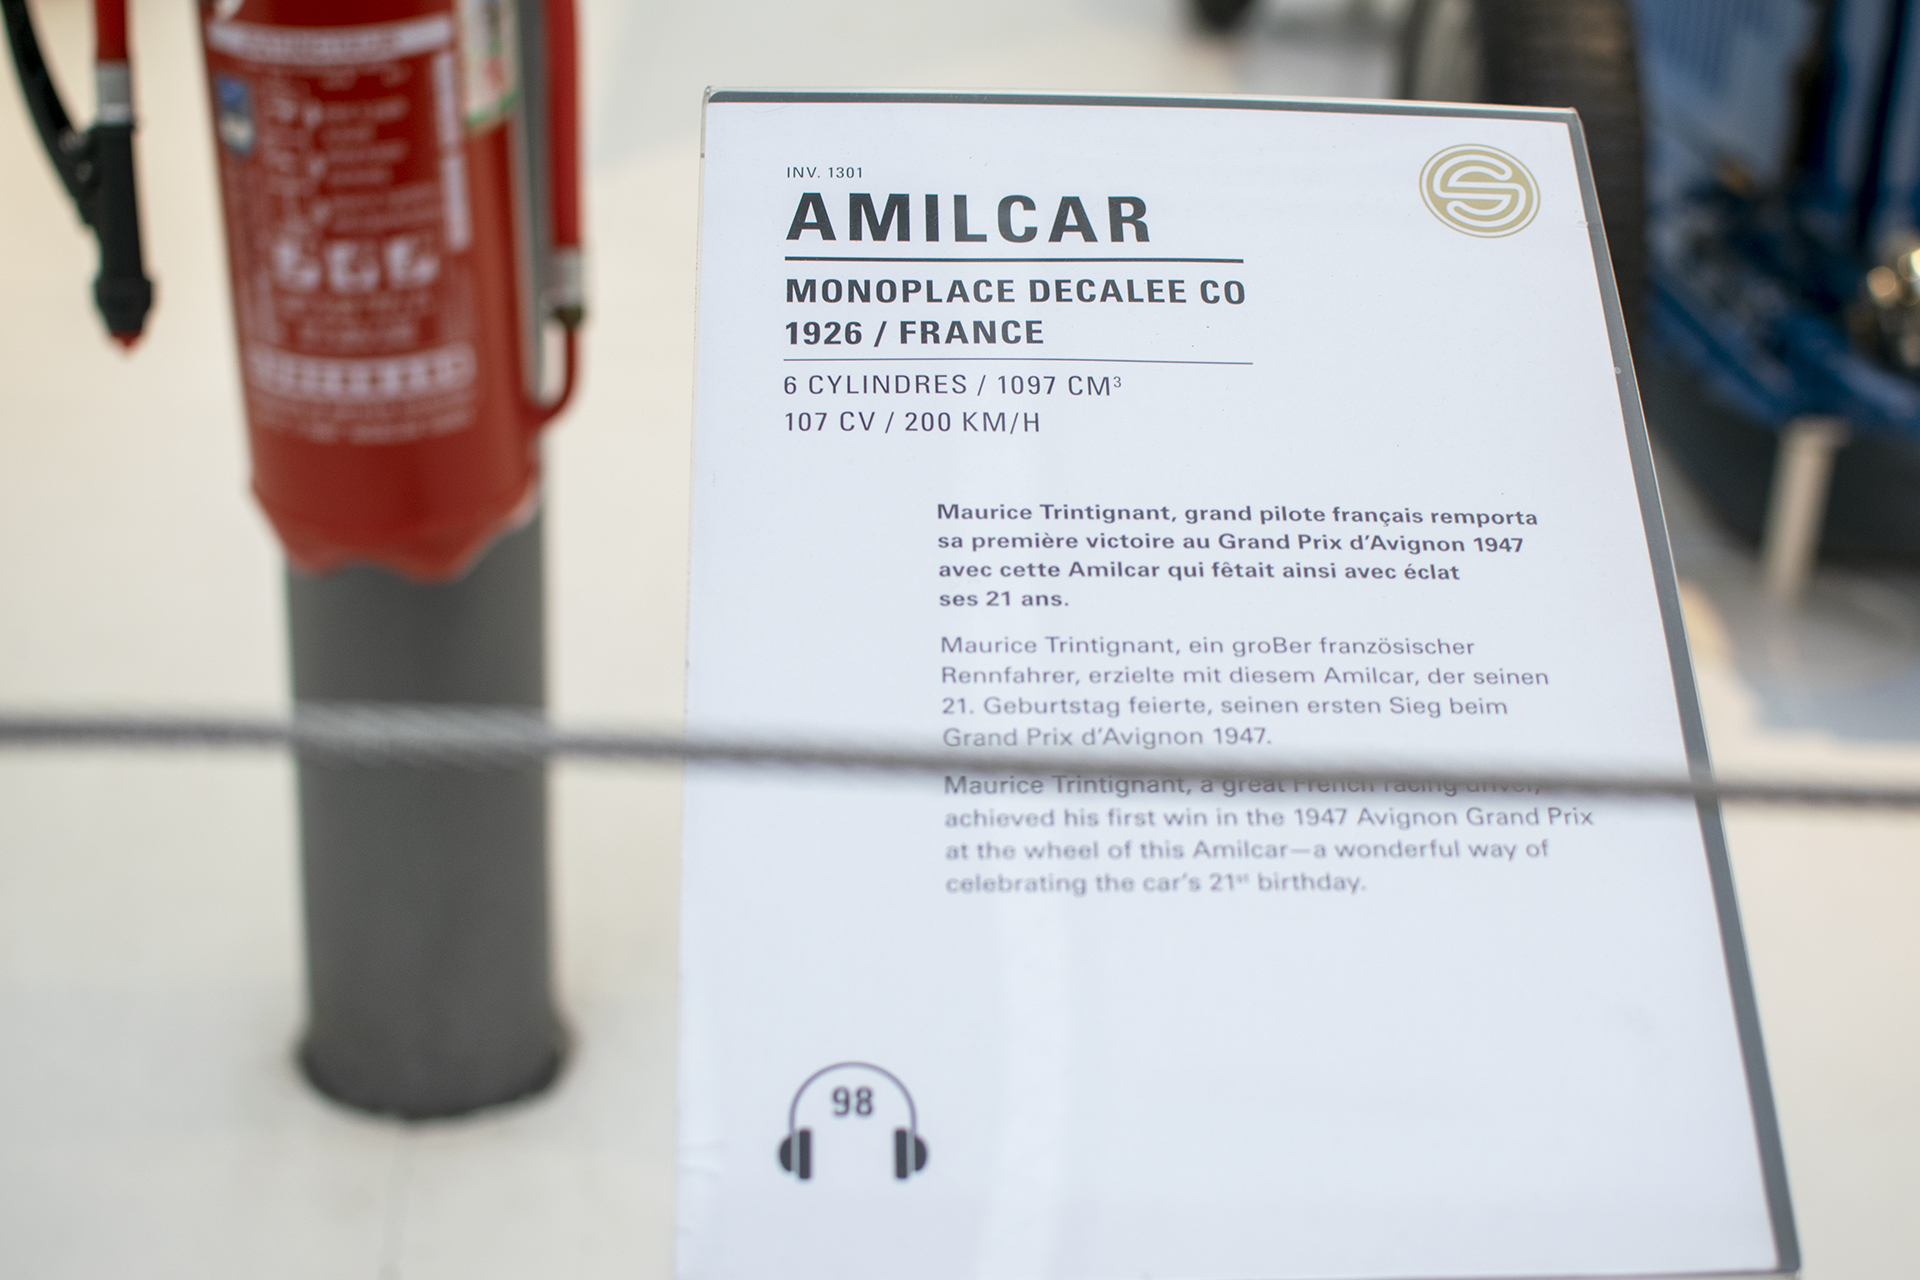 INV. 1301
AMILCAR
MONOPLACE DECALEE CO
1926 / FRANCE
6 CYLINDRES / 1097 CM³
107 CV / 200 KM/H
Maurice Trintignant, grand pilote français remporta
sa première victoire au Grand Prix d'Avignon 1947
avec cette Amilcar qui fêtait ainsi avec éclat
ses 21 ans.
Maurice Trintignant, ein groBer französischer
Rennfahrer, erzielte mit diesem Amilcar, der seinen
21. Geburtstag feierte, seinen ersten Sieg beim
Grand Prix d'Avignon 1947.
Maurice Trintignant, a great French racing driver,
achieved his first win in the 1947 Avignon Grand Prix
at the wheel of this Amilcar—a wonderful way of
celebrating the car's 21st birthday.
98